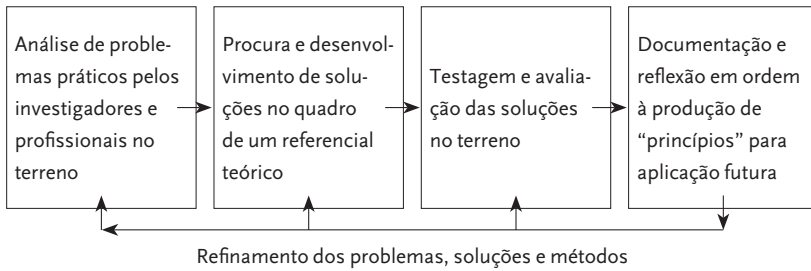 Análise de proble-
mas práticos pelos
investigadores e
profissionais no
terreno
Procura e desenvol-
vimento de solu-
ções no quadro
de um referencial
teórico
Testagem e avalia-
ção das soluções
no terreno
Documentação e
reflexão em ordem
à produção de
“princípios” para
aplicação futura
Refinamento dos problemas, soluções e métodos